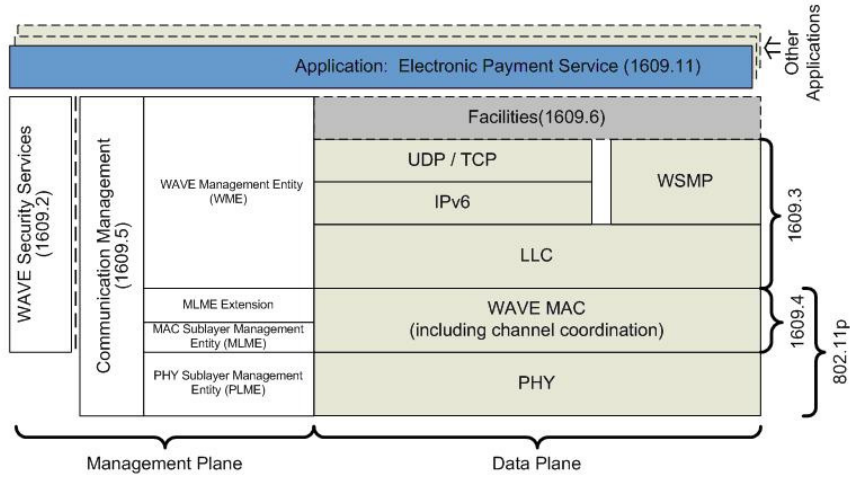 Application: Electronic Payment Service (1609.11)
Other
Applications
WAVE Security Services
(1609.2)
Communication Management
(1609.5)
WAVE Management Entity
(WME)
MLME Extension
MAC Sublayer Management
Entity (MLME)
PHY Sublayer Management
Entity (PLME)
Facilities(1609.6)
UDP / TCP
IPv6
WSMP
LLC
WAVE MAC
(including channel coordination)
PHY
1609.3
1609.4
802.11p
Management Plane
Data Plane